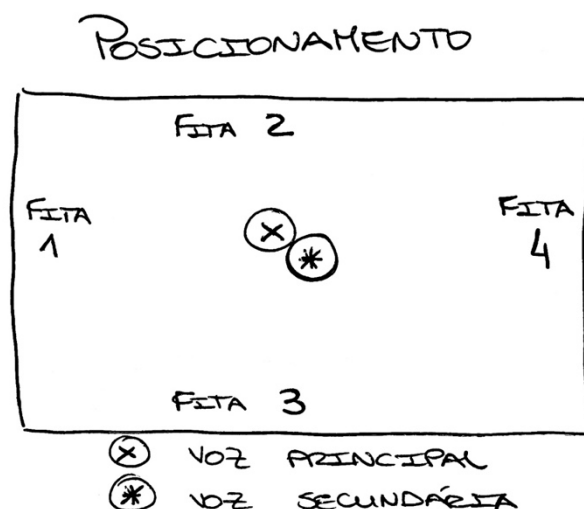 POSICIONAMENTO
FITA 2
FITA
1
FITA
4
FITA 3
VOZ PRINCIPAL
VOZ SECUNDÁRIA